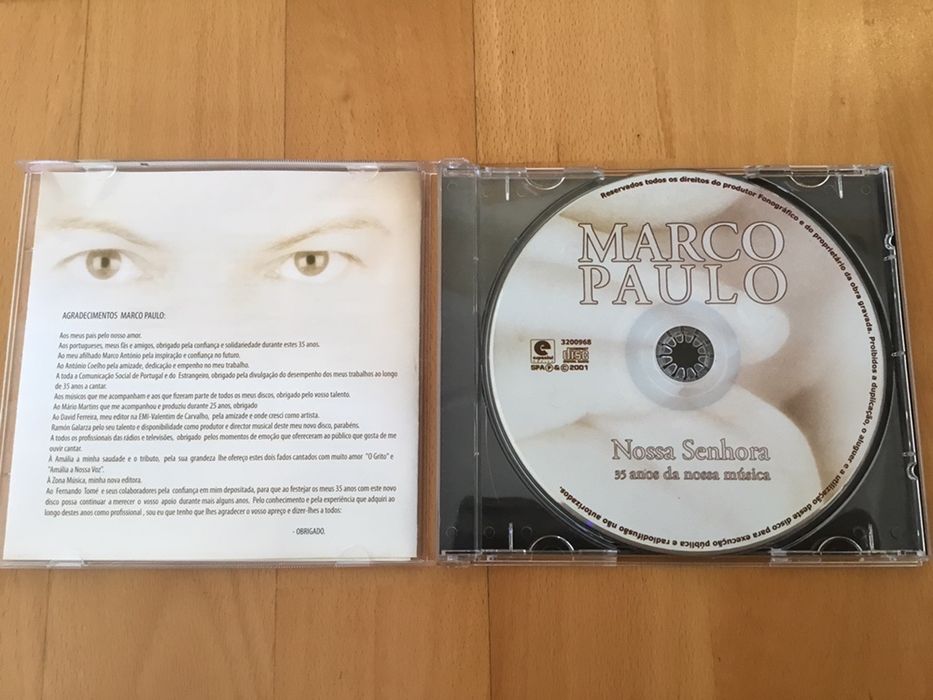 AGRADECIMENTOS MARCO PAULO:
Aos meus pais pelo nosso amor.
Aos portugueses, meus fãs e amigos, obrigado pela confiança e solidariedade durante estes 35 anos.
Ao meu afilhado Marco António pela inspiração e confiança no futuro.
Ao António Coelho pela amizade, dedicação e empenho no meu trabalho.
A toda a Comunicação Social de Portugal e do Estrangeiro, obrigado pela divulgação do desempenho dos meus trabalhos ao longo
de 35 anos a cantar.
Aos músicos que me acompanham e aos que fizeram parte de todos os meus discos, obrigado pelo vosso talento.
Ao Mário Martins que me acompanhou e produziu durante 25 anos, obrigado
Ao David Ferreira, meu editor na EMI-Valentim de Carvalho, pela amizade e onde cresci como artista.
Ramón Galarza pelo seu talento e disponibilidade como produtor e director musical deste meu novo disco, parabéns.
A todos os profissionais das rádios e televisões, obrigado pelos momentos de emoção que ofereceram ao público que gosta de me
ouvir cantar.
À Amália a minha saudade e o tributo, pela sua grandeza lhe ofereço estes dois fados cantados com muito amor "O Grito" e
"Amália a Nossa Voz".
À Zona Música, minha nova editora.
Ao Fernando Tomé e seus colaboradores pela confiança em mim depositada, para que ao festejar os meus 35 anos com este novo
disco possa continuar a merecer o vosso apoio durante mais alguns anos. Pelo conhecimento e pela experiência que adquiri ao
longo destes anos como profissional, sou eu que tenho que lhes agradecer o vosso apreço e dizer-lhes a todos:
- OBRIGADO.
Reservados todos os direitos do produtor Fonográfico e do proprietário da obra gravada. Proibidos a duplicação, o aluguer e a utilização deste disco para execução pública e radiodifusão não autorizados.
MARCO
PAULO
e
3200968
disc
SPA Ⓟ & © 2001
Nossa Senhora
35 anos da nossa música